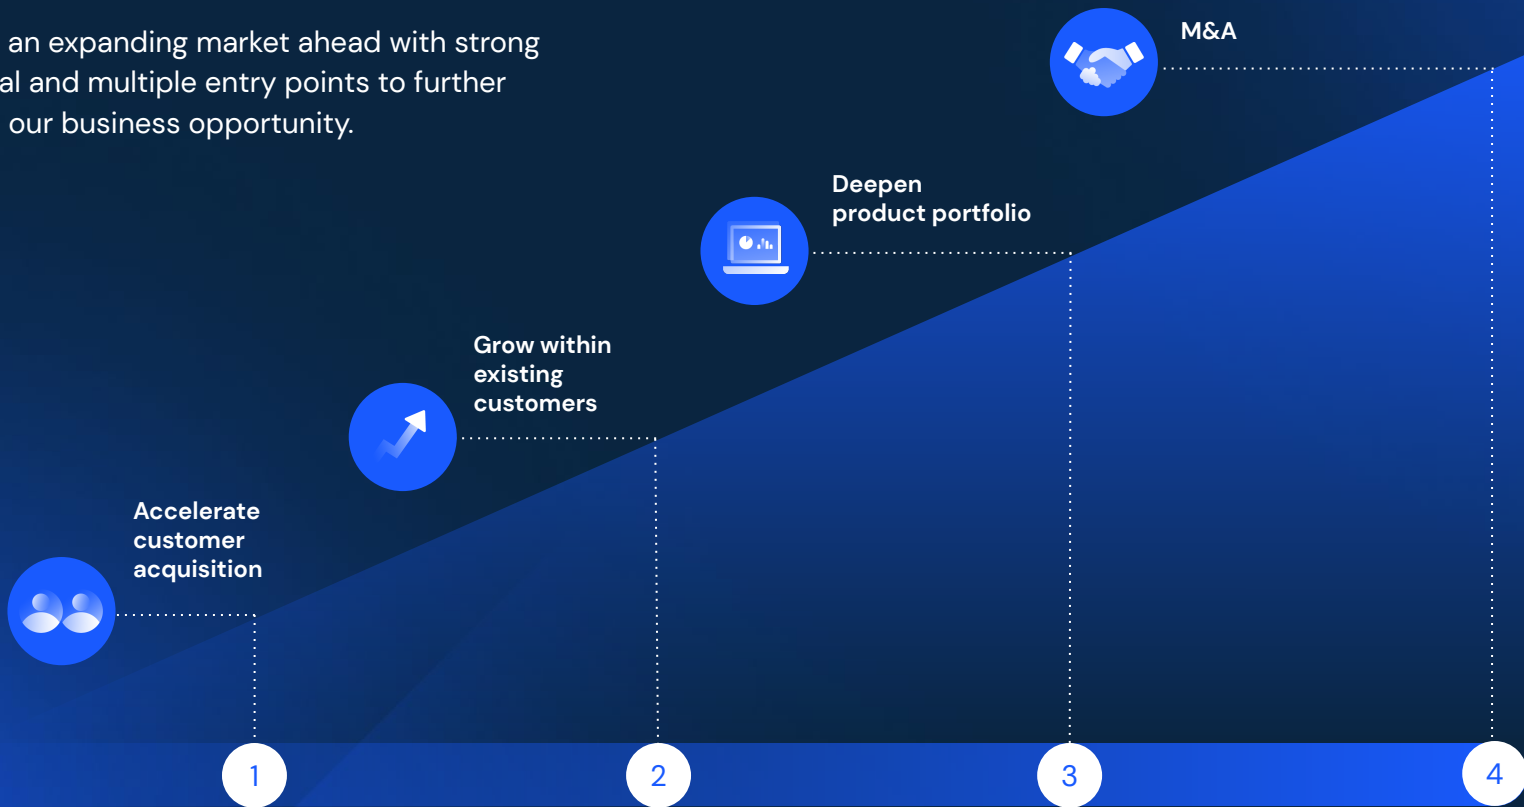 an expanding market ahead with strong
al and multiple entry points to further
our business opportunity.
M&A
Deepen
product portfolio
Grow within
existing
customers
Accelerate
customer
acquisition
1
2
3
4